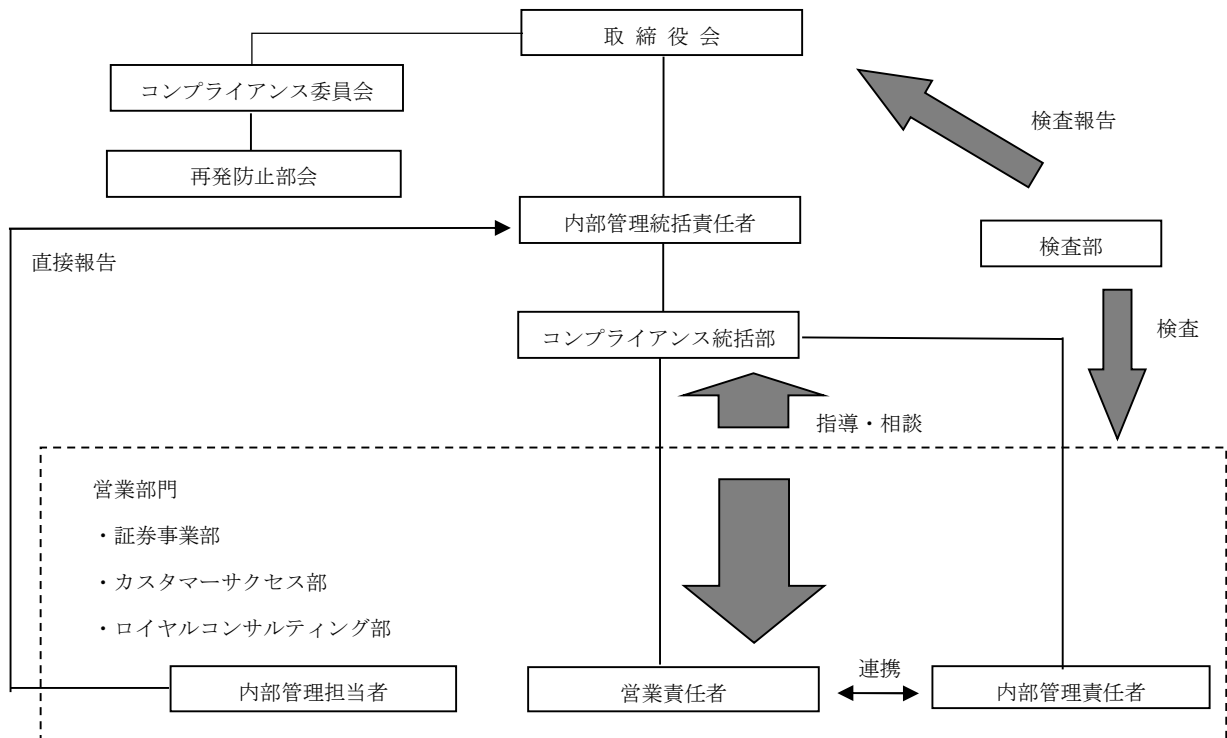 取 締 役 会
コンプライアンス委員会
検査報告
再発防止部会
内部管理統括責任者
検査部
直接報告
コンプライアンス統括部
検査
指導・相談
営業部門
・証券事業部
・カスタマーサクセス部
・ロイヤルコンサルティング部
連携
内部管理担当者
営業責任者
内部管理責任者